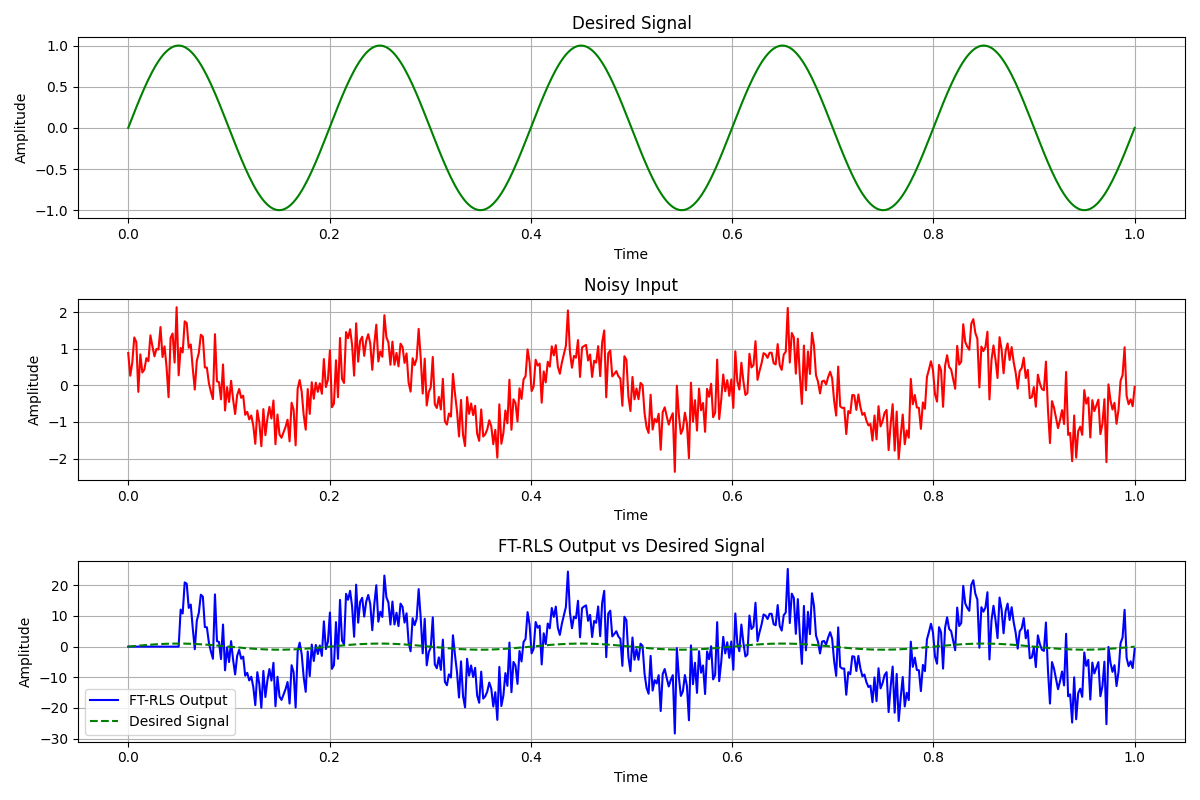 Desired Signal
1.0
0.5
0.0
−0.5
−1.0
Amplitude
0.0 0.2 0.4 0.6 0.8 1.0
Time
Noisy Input
2
1
0
−1
−2
Amplitude
0.0 0.2 0.4 0.6 0.8 1.0
Time
FT-RLS Output vs Desired Signal
20
10
0
−10
−20
−30
Amplitude
FT-RLS Output
Desired Signal
0.0 0.2 0.4 0.6 0.8 1.0
Time